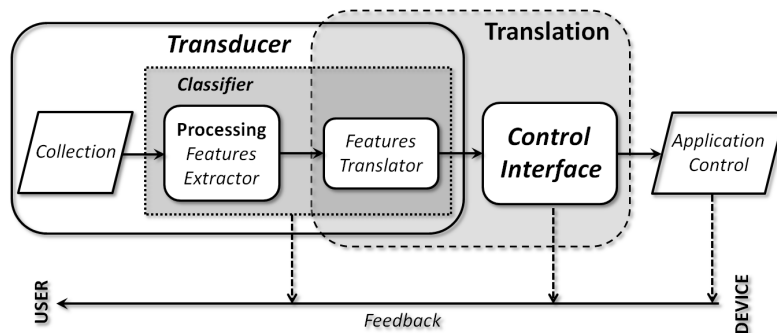 Transducer
Translation
Classifier
Collection
Processing
Features
Extractor
Features
Translator
Control
Interface
Application
Control
USER
Feedback
DEVICE